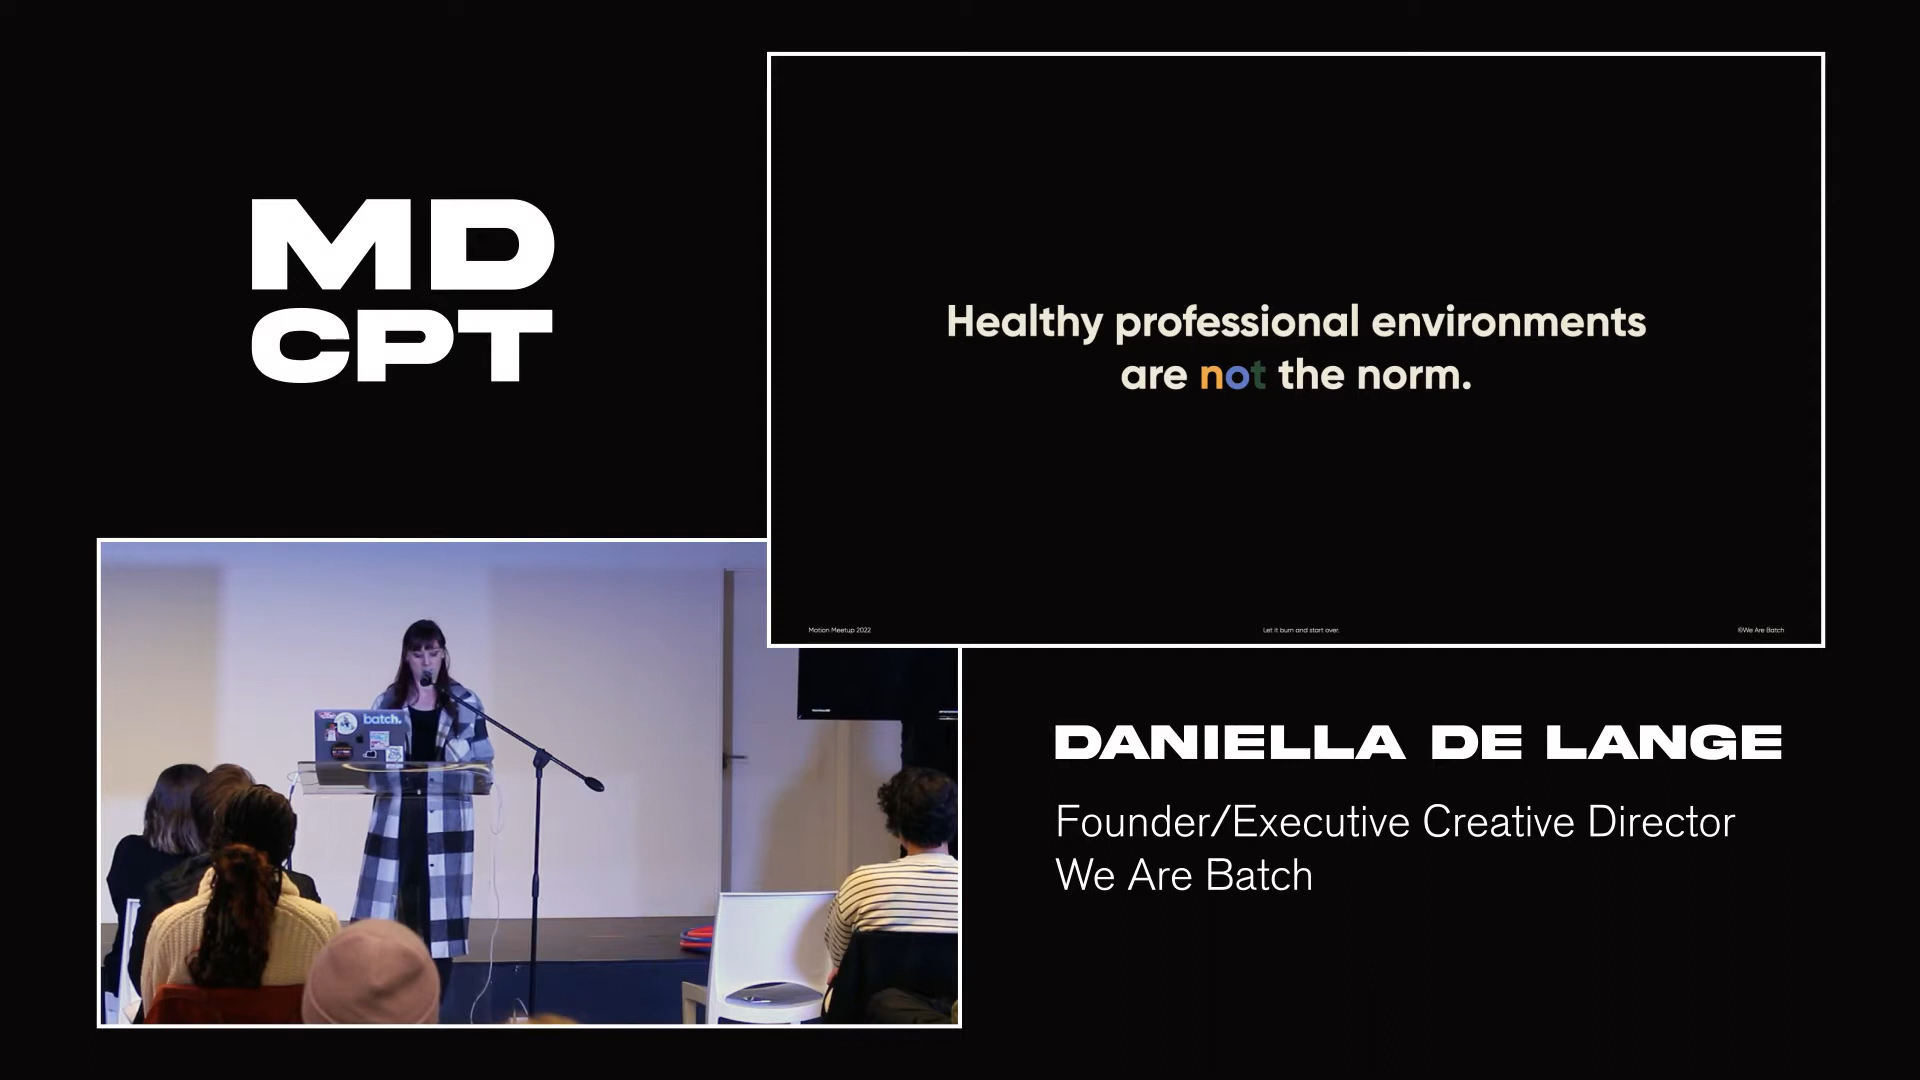 MD
CPT
Healthy professional environments
are not the norm.
Motion Meetup 2022
Let it burn and start over.
©We Are Batch
batch.
DANIELLA DE LANGE
Founder/Executive Creative Director
We Are Batch